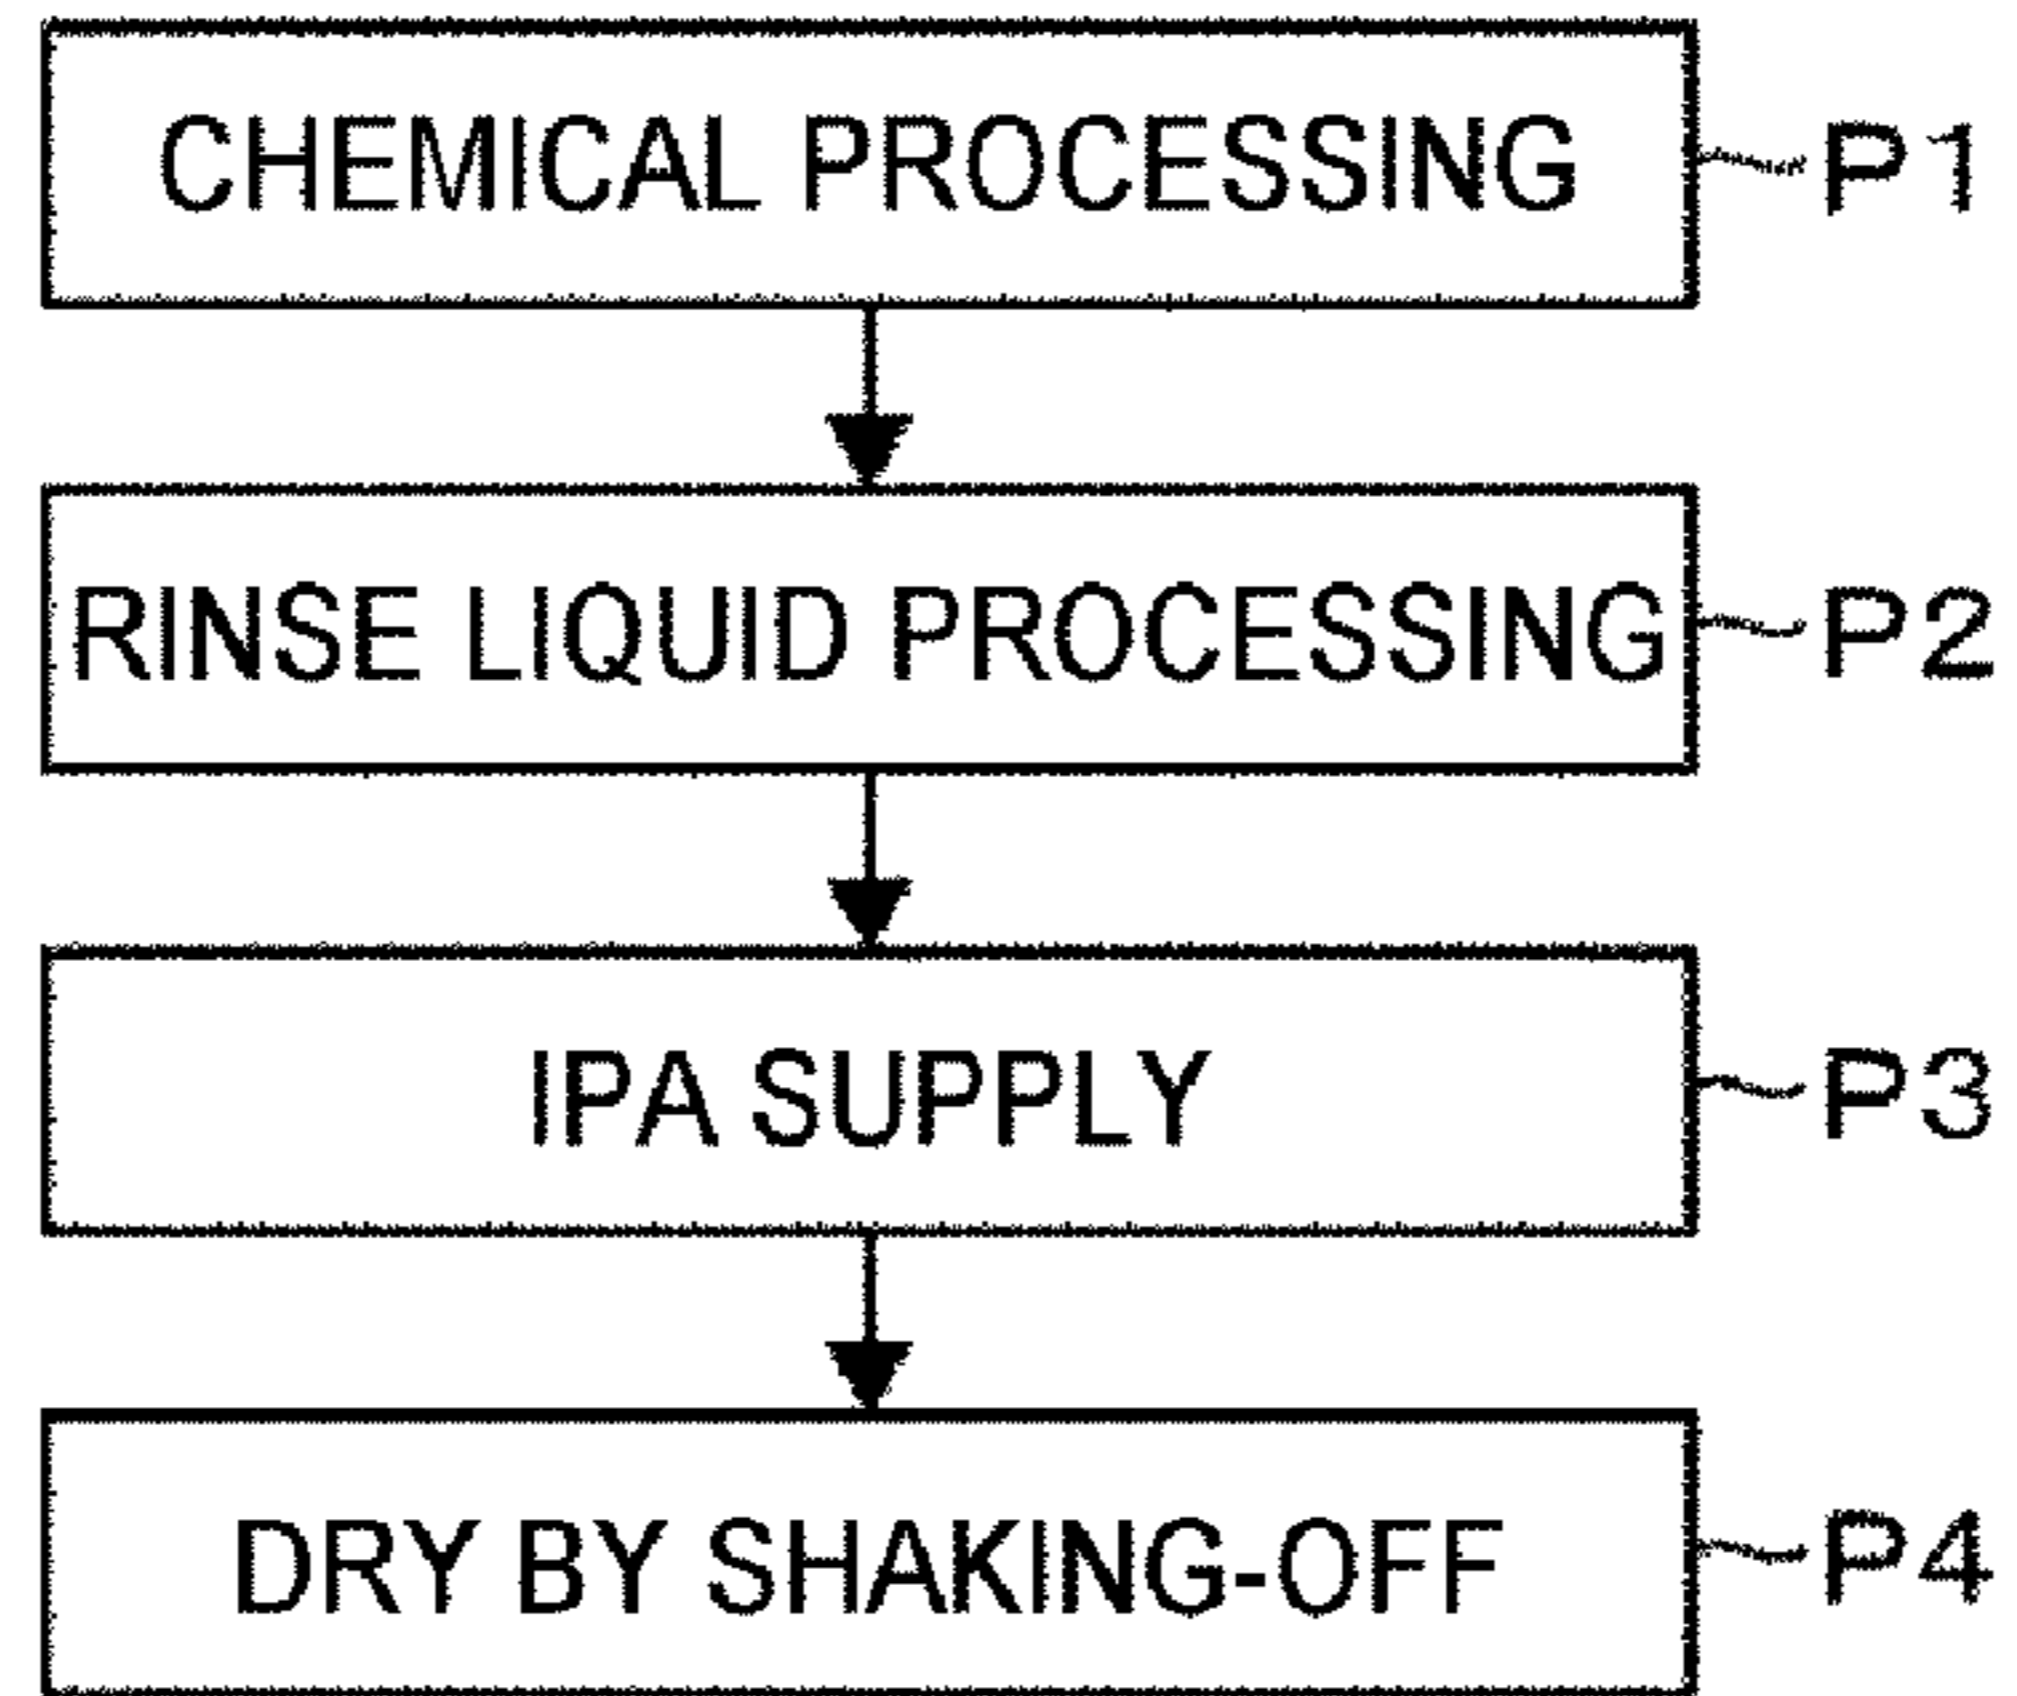 CHEMICAL PROCESSING P1
RINSE LIQUID PROCESSING P2
IPA SUPPLY P3
DRY BY SHAKING-OFF P4